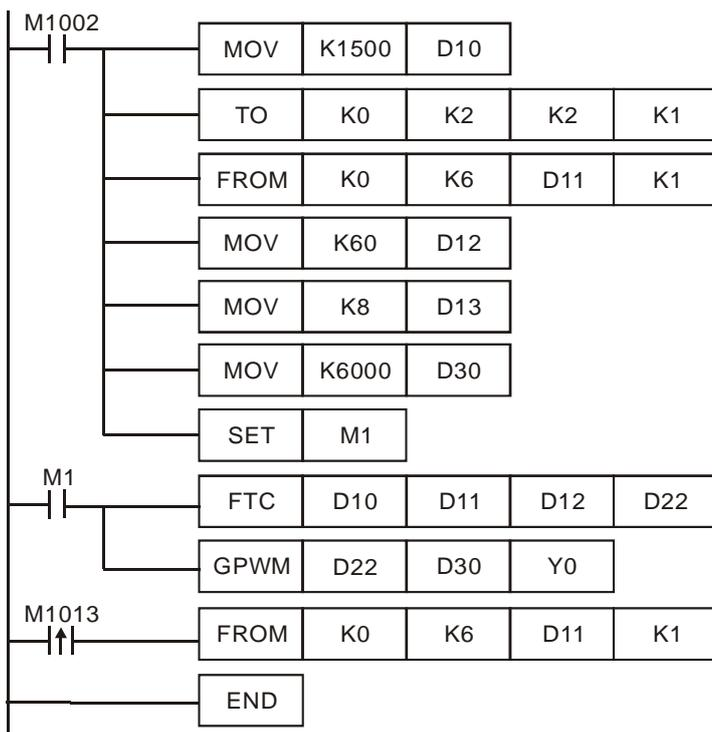 M1002
MOV K1500 D10
TO K0 K2 K2 K1
FROM K0 K6 D11 K1
MOV K60 D12
MOV K8 D13
MOV K6000 D30
SET M1
M1
FTC D10 D11 D12 D22
GPWM D22 D30 Y0
M1013
FROM K0 K6 D11 K1
END